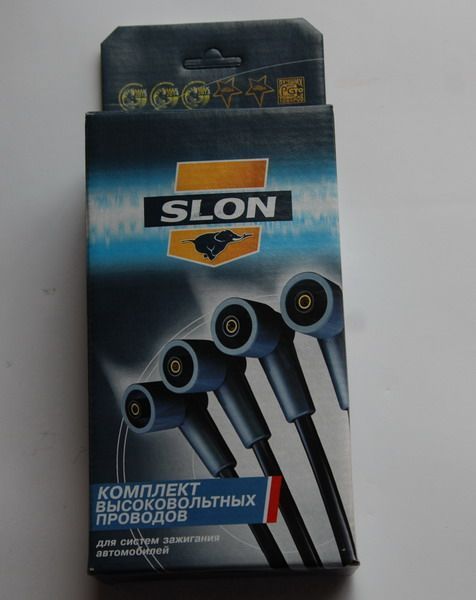 SLON
КОМПЛЕКТ
ВЫСОКОВОЛЬТНЫХ
ПРОВОДОВ
для систем зажигания
автомобилей